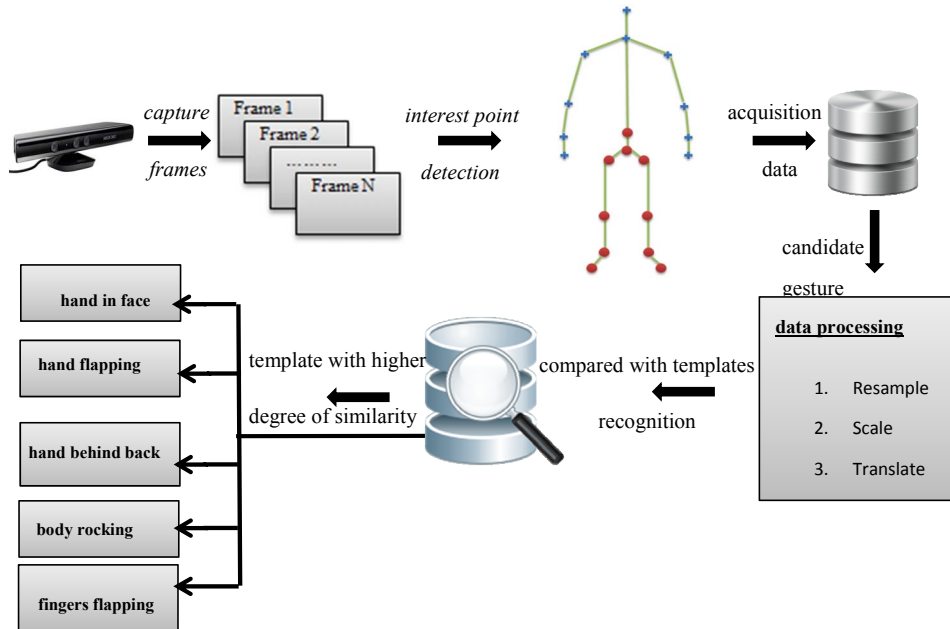 capture
frames
Frame 1
Frame 2
………
Frame N
interest point
detection
acquisition
data
candidate
gesture
data processing
1. Resample
2. Scale
3. Translate
compared with templates
recognition
template with higher
degree of similarity
hand in face
hand flapping
hand behind back
body rocking
fingers flapping